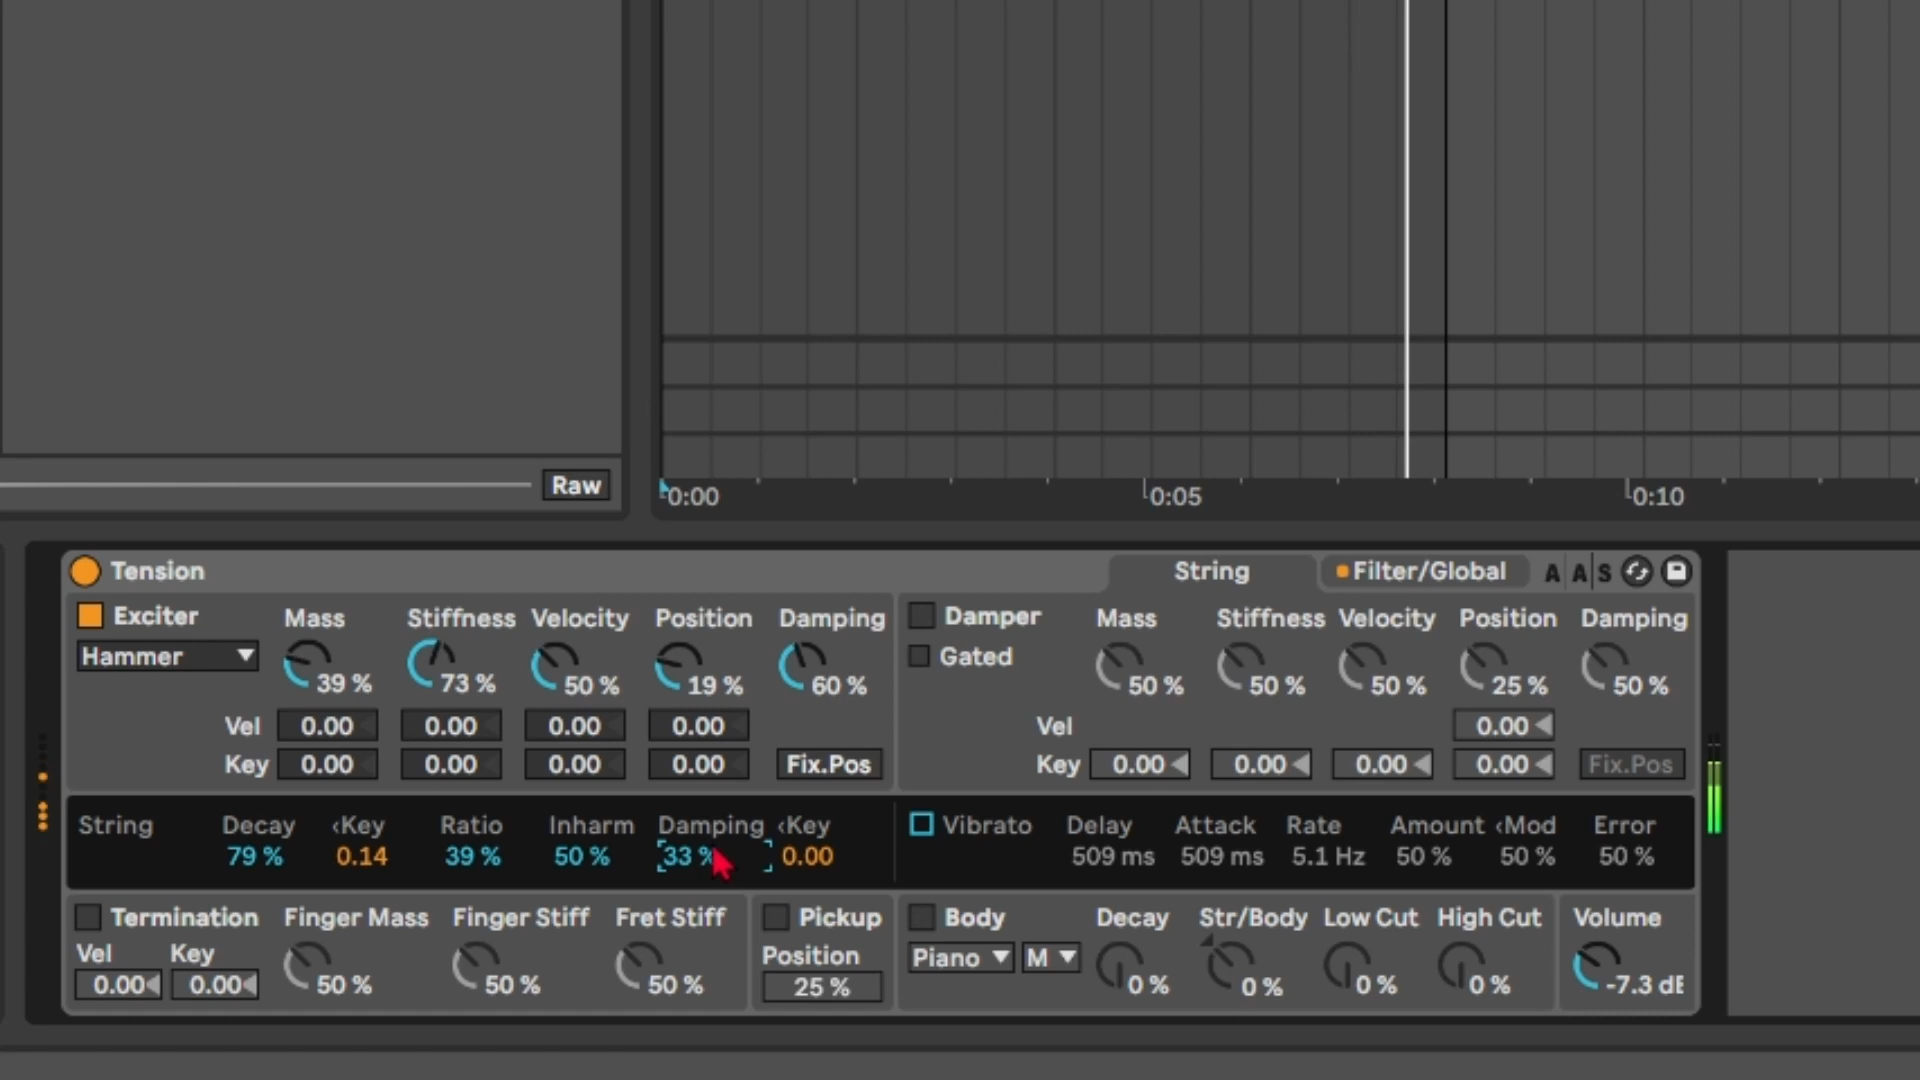 Raw
0:00 0:05 0:10
Tension String Filter/Global A A S
Exciter Mass Stiffness Velocity Position Damping Damper Mass Stiffness Velocity Position Damping
Hammer 39 % 73 % 50 % 19 % 60 % Gated 50 % 50 % 50 % 25 % 50 %
Vel 0.00 0.00 0.00 0.00 Vel 0.00
Key 0.00 0.00 0.00 0.00 Fix.Pos Key 0.00 0.00 0.00 0.00 Fix.Pos
String Decay ‹Key Ratio Inharm Damping ‹Key Vibrato Delay Attack Rate Amount ‹Mod Error
79 % 0.14 39 % 50 % 33 % 0.00 509 ms 509 ms 5.1 Hz 50 % 50 % 50 %
Termination Finger Mass Finger Stiff Fret Stiff Pickup Body Decay Str/Body Low Cut High Cut Volume
Vel Key Position Piano M
0.00 0.00 50 % 50 % 50 % 25 % 0 % 0 % 0 % 0 % -7.3 dB